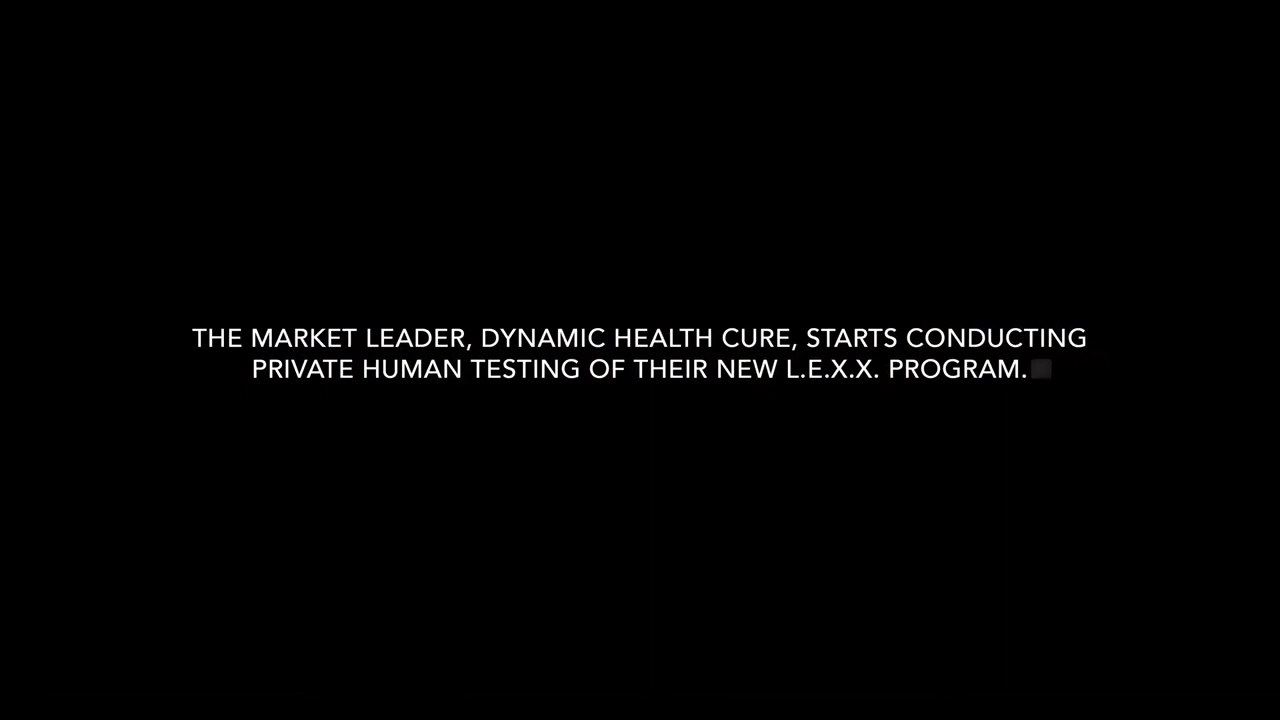 THE MARKET LEADER, DYNAMIC HEALTH CURE, STARTS CONDUCTING
PRIVATE HUMAN TESTING OF THEIR NEW L.E.X.X. PROGRAM.